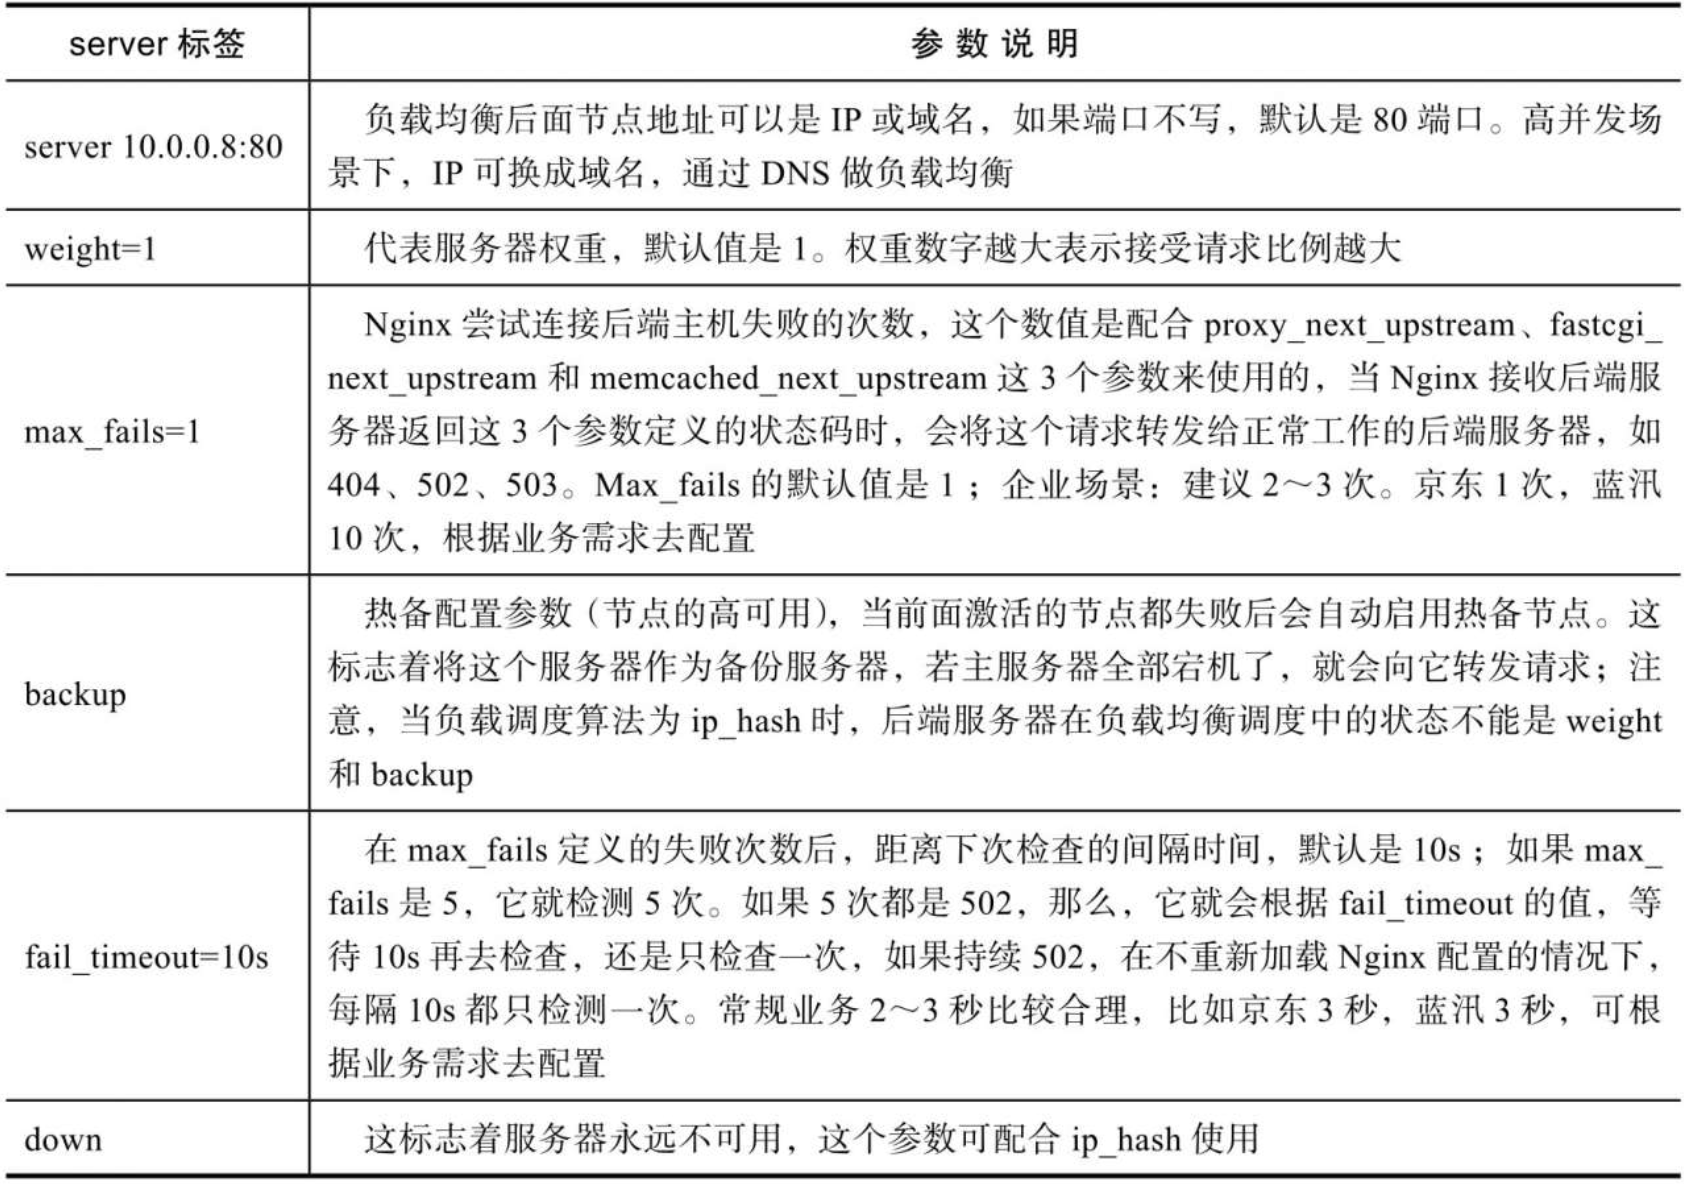 server 标签
参 数 说 明
server 10.0.0.8:80
负载均衡后面节点地址可以是 IP 或域名，如果端口不写，默认是 80 端口。高并发场
景下，IP 可换成域名，通过 DNS 做负载均衡
weight=1
代表服务器权重，默认值是 1。权重数字越大表示接受请求比例越大
max_fails=1
Nginx 尝试连接后端主机失败的次数，这个数值是配合 proxy_next_upstream、fastcgi_
next_upstream 和 memcached_next_upstream 这 3 个参数来使用的，当 Nginx 接收后端服
务器返回这 3 个参数定义的状态码时，会将这个请求转发给正常工作的后端服务器，如
404、502、503。Max_fails 的默认值是 1；企业场景：建议 2～3 次。京东 1 次，蓝汛
10 次，根据业务需求去配置
backup
热备配置参数（节点的高可用），当前面激活的节点都失败后会自动启用热备节点。这
标志着将这个服务器作为备份服务器，若主服务器全部宕机了，就会向它转发请求；注
意，当负载调度算法为 ip_hash 时，后端服务器在负载均衡调度中的状态不能是 weight
和 backup
fail_timeout=10s
在 max_fails 定义的失败次数后，距离下次检查的间隔时间，默认是 10s；如果 max_
fails 是 5，它就检测 5 次。如果 5 次都是 502，那么，它就会根据 fail_timeout 的值，等
待 10s 再去检查，还是只检查一次，如果持续 502，在不重新加载 Nginx 配置的情况下，
每隔 10s 都只检测一次。常规业务 2～3 秒比较合理，比如京东 3 秒，蓝汛 3 秒，可根
据业务需求去配置
down
这标志着服务器永远不可用，这个参数可配合 ip_hash 使用